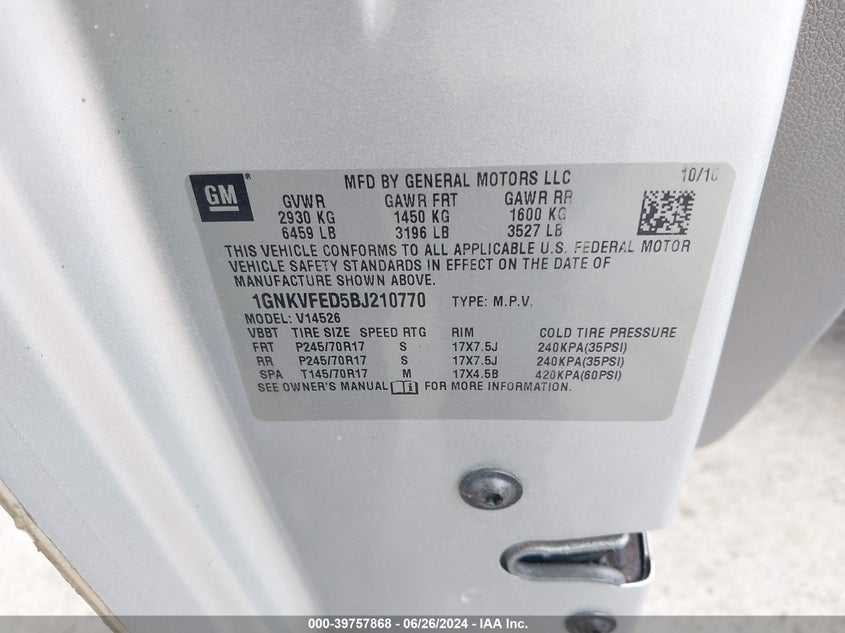 GM
MFD BY GENERAL MOTORS LLC
10/10
GVWR GAWR FRT GAWR RR
2930 KG 1450 KG 1600 KG
6459 LB 3196 LB 3527 LB
THIS VEHICLE CONFORMS TO ALL APPLICABLE U.S. FEDERAL MOTOR
VEHICLE SAFETY STANDARDS IN EFFECT ON THE DATE OF
MANUFACTURE SHOWN ABOVE.
1GNKVFED5BJ210770 TYPE: M.P.V.
MODEL: V14526
VBBT TIRE SIZE SPEED RTG RIM COLD TIRE PRESSURE
FRT P245/70R17 S 17X7.5J 240KPA(35PSI)
RR P245/70R17 S 17X7.5J 240KPA(35PSI)
SPA T145/70R17 M 17X4.5B 420KPA(60PSI)
SEE OWNER'S MANUAL FOR MORE INFORMATION.
000-39757868 - 06/26/2024 - IAA Inc.